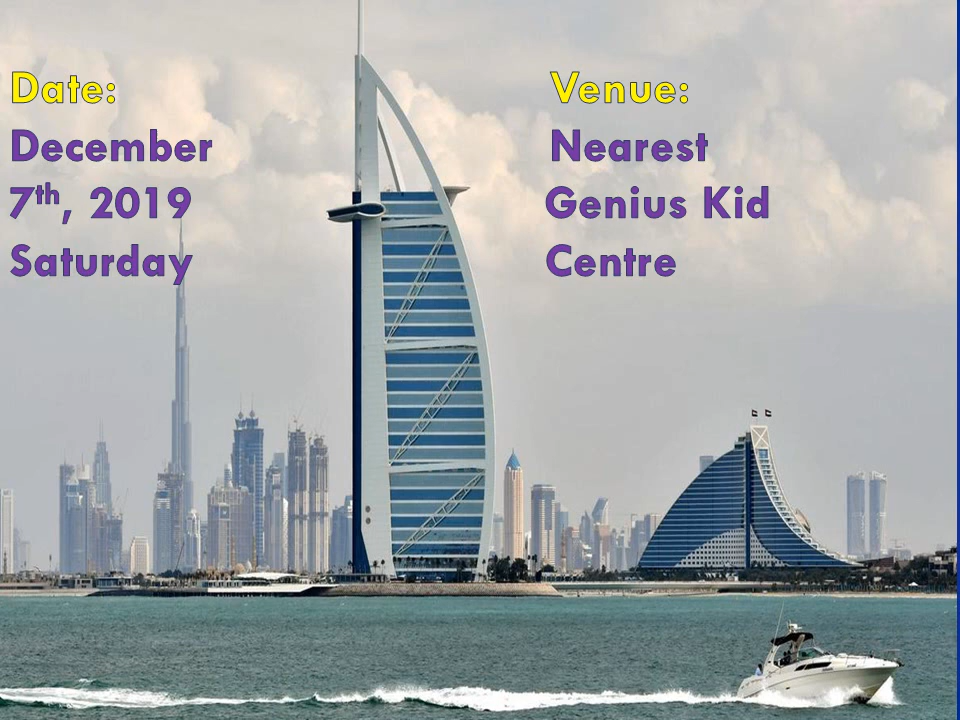 Date:
December
7th, 2019
Saturday
Venue:
Nearest
Genius Kid
Centre